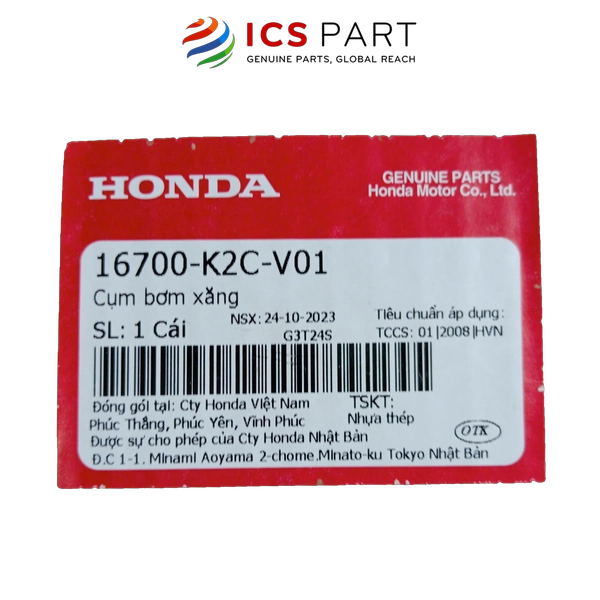 ICS PART
GENUINE PARTS, GLOBAL REACH
HONDA
GENUINE PARTS
Honda Motor Co., Ltd.
16700-K2C-V01
Cụm bơm xăng
NSX: 24-10-2023
Tiêu chuẩn áp dụng:
SL: 1 Cái
G3T24S
TCCS: 01|2008|HVN
Đóng gói tại: Cty Honda Việt Nam
TSKT:
Phúc Thắng, Phúc Yên, Vĩnh Phúc
Nhựa thép
Được sự cho phép của Cty Honda Nhật Bản
OTK
Đ.C 1-1. Minami Aoyama 2-chome.Minato-ku Tokyo Nhật Bản